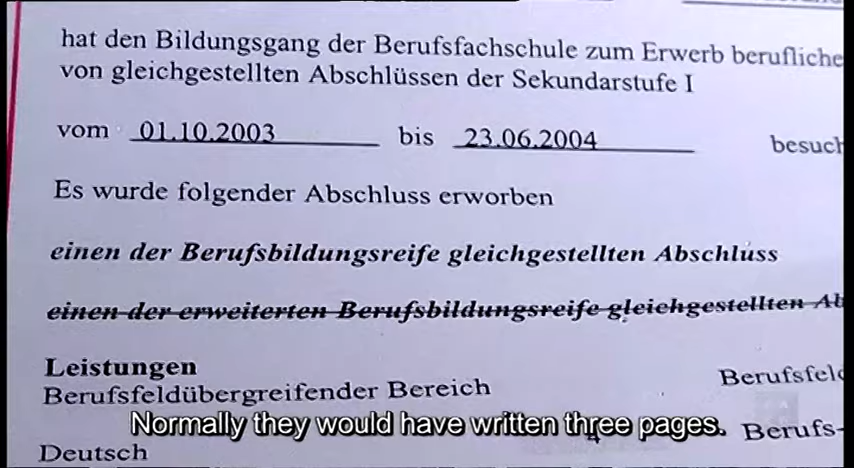 hat den Bildungsgang der Berufsfachschule zum Erwerb berufliche
von gleichgestellten Abschlüssen der Sekundarstufe I
vom 01.10.2003 bis 23.06.2004 besuch
Es wurde folgender Abschluss erworben
einen der Berufsbildungsreife gleichgestellten Abschluss
einen der erweiterten Berufsbildungsreife gleichgestellten Ab
Leistungen
Berufsfeldübergreifender Bereich Berufsfeld
Normally they would have written three pages.
Berufs-
Deutsch